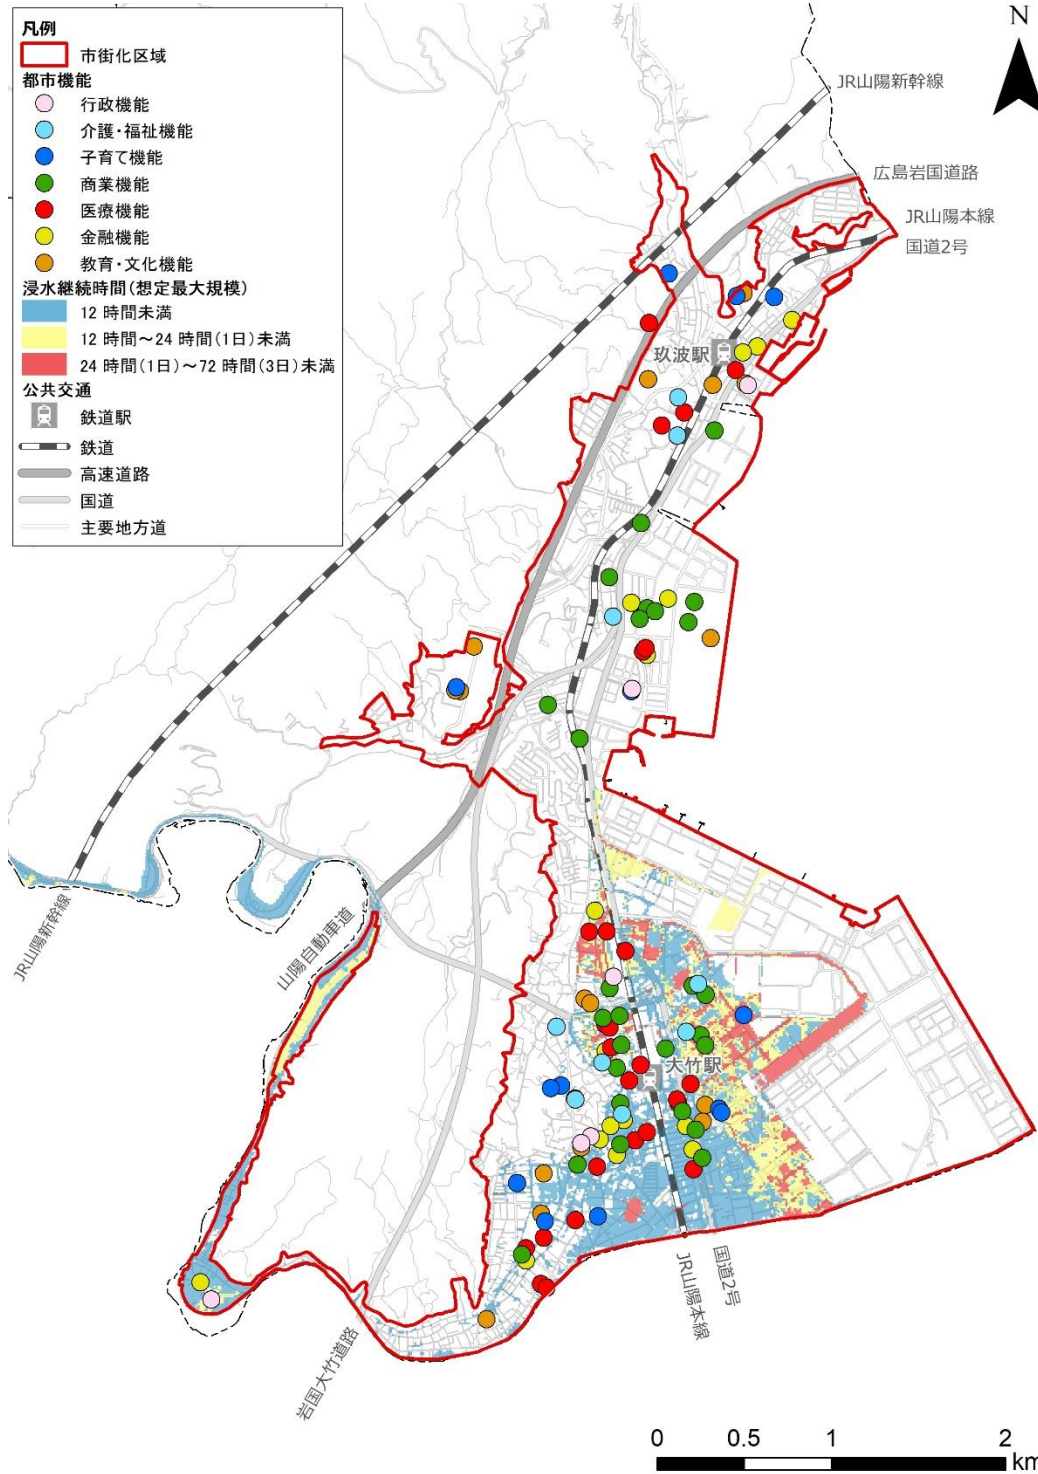 凡例
市街化区域
都市機能
行政機能
介護・福祉機能
子育て機能
商業機能
医療機能
金融機能
教育・文化機能
浸水継続時間(想定最大規模)
12 時間未満
12 時間～24 時間(1日)未満
24 時間(1日)～72 時間(3日)未満
公共交通
鉄道駅
鉄道
高速道路
国道
主要地方道
N
JR山陽新幹線
広島岩国道路
JR山陽本線
国道2号
玖波駅
JR山陽新幹線
山陽自動車道
大竹駅
国道2号
JR山陽本線
岩国大竹道路
0 0.5 1 2
km